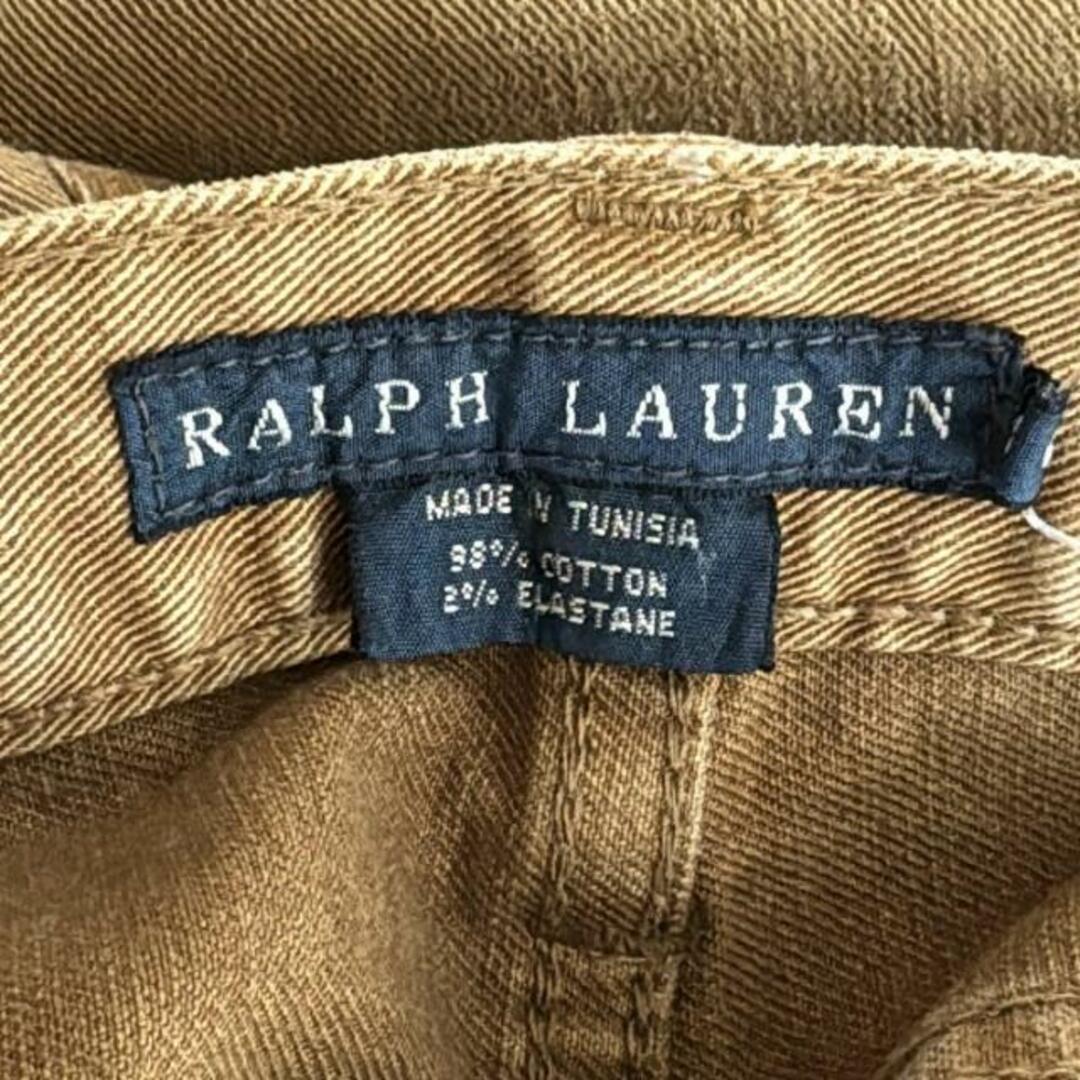 RALPH LAUREN
MADE IN TUNISIA
98% COTTON
2% ELASTANE